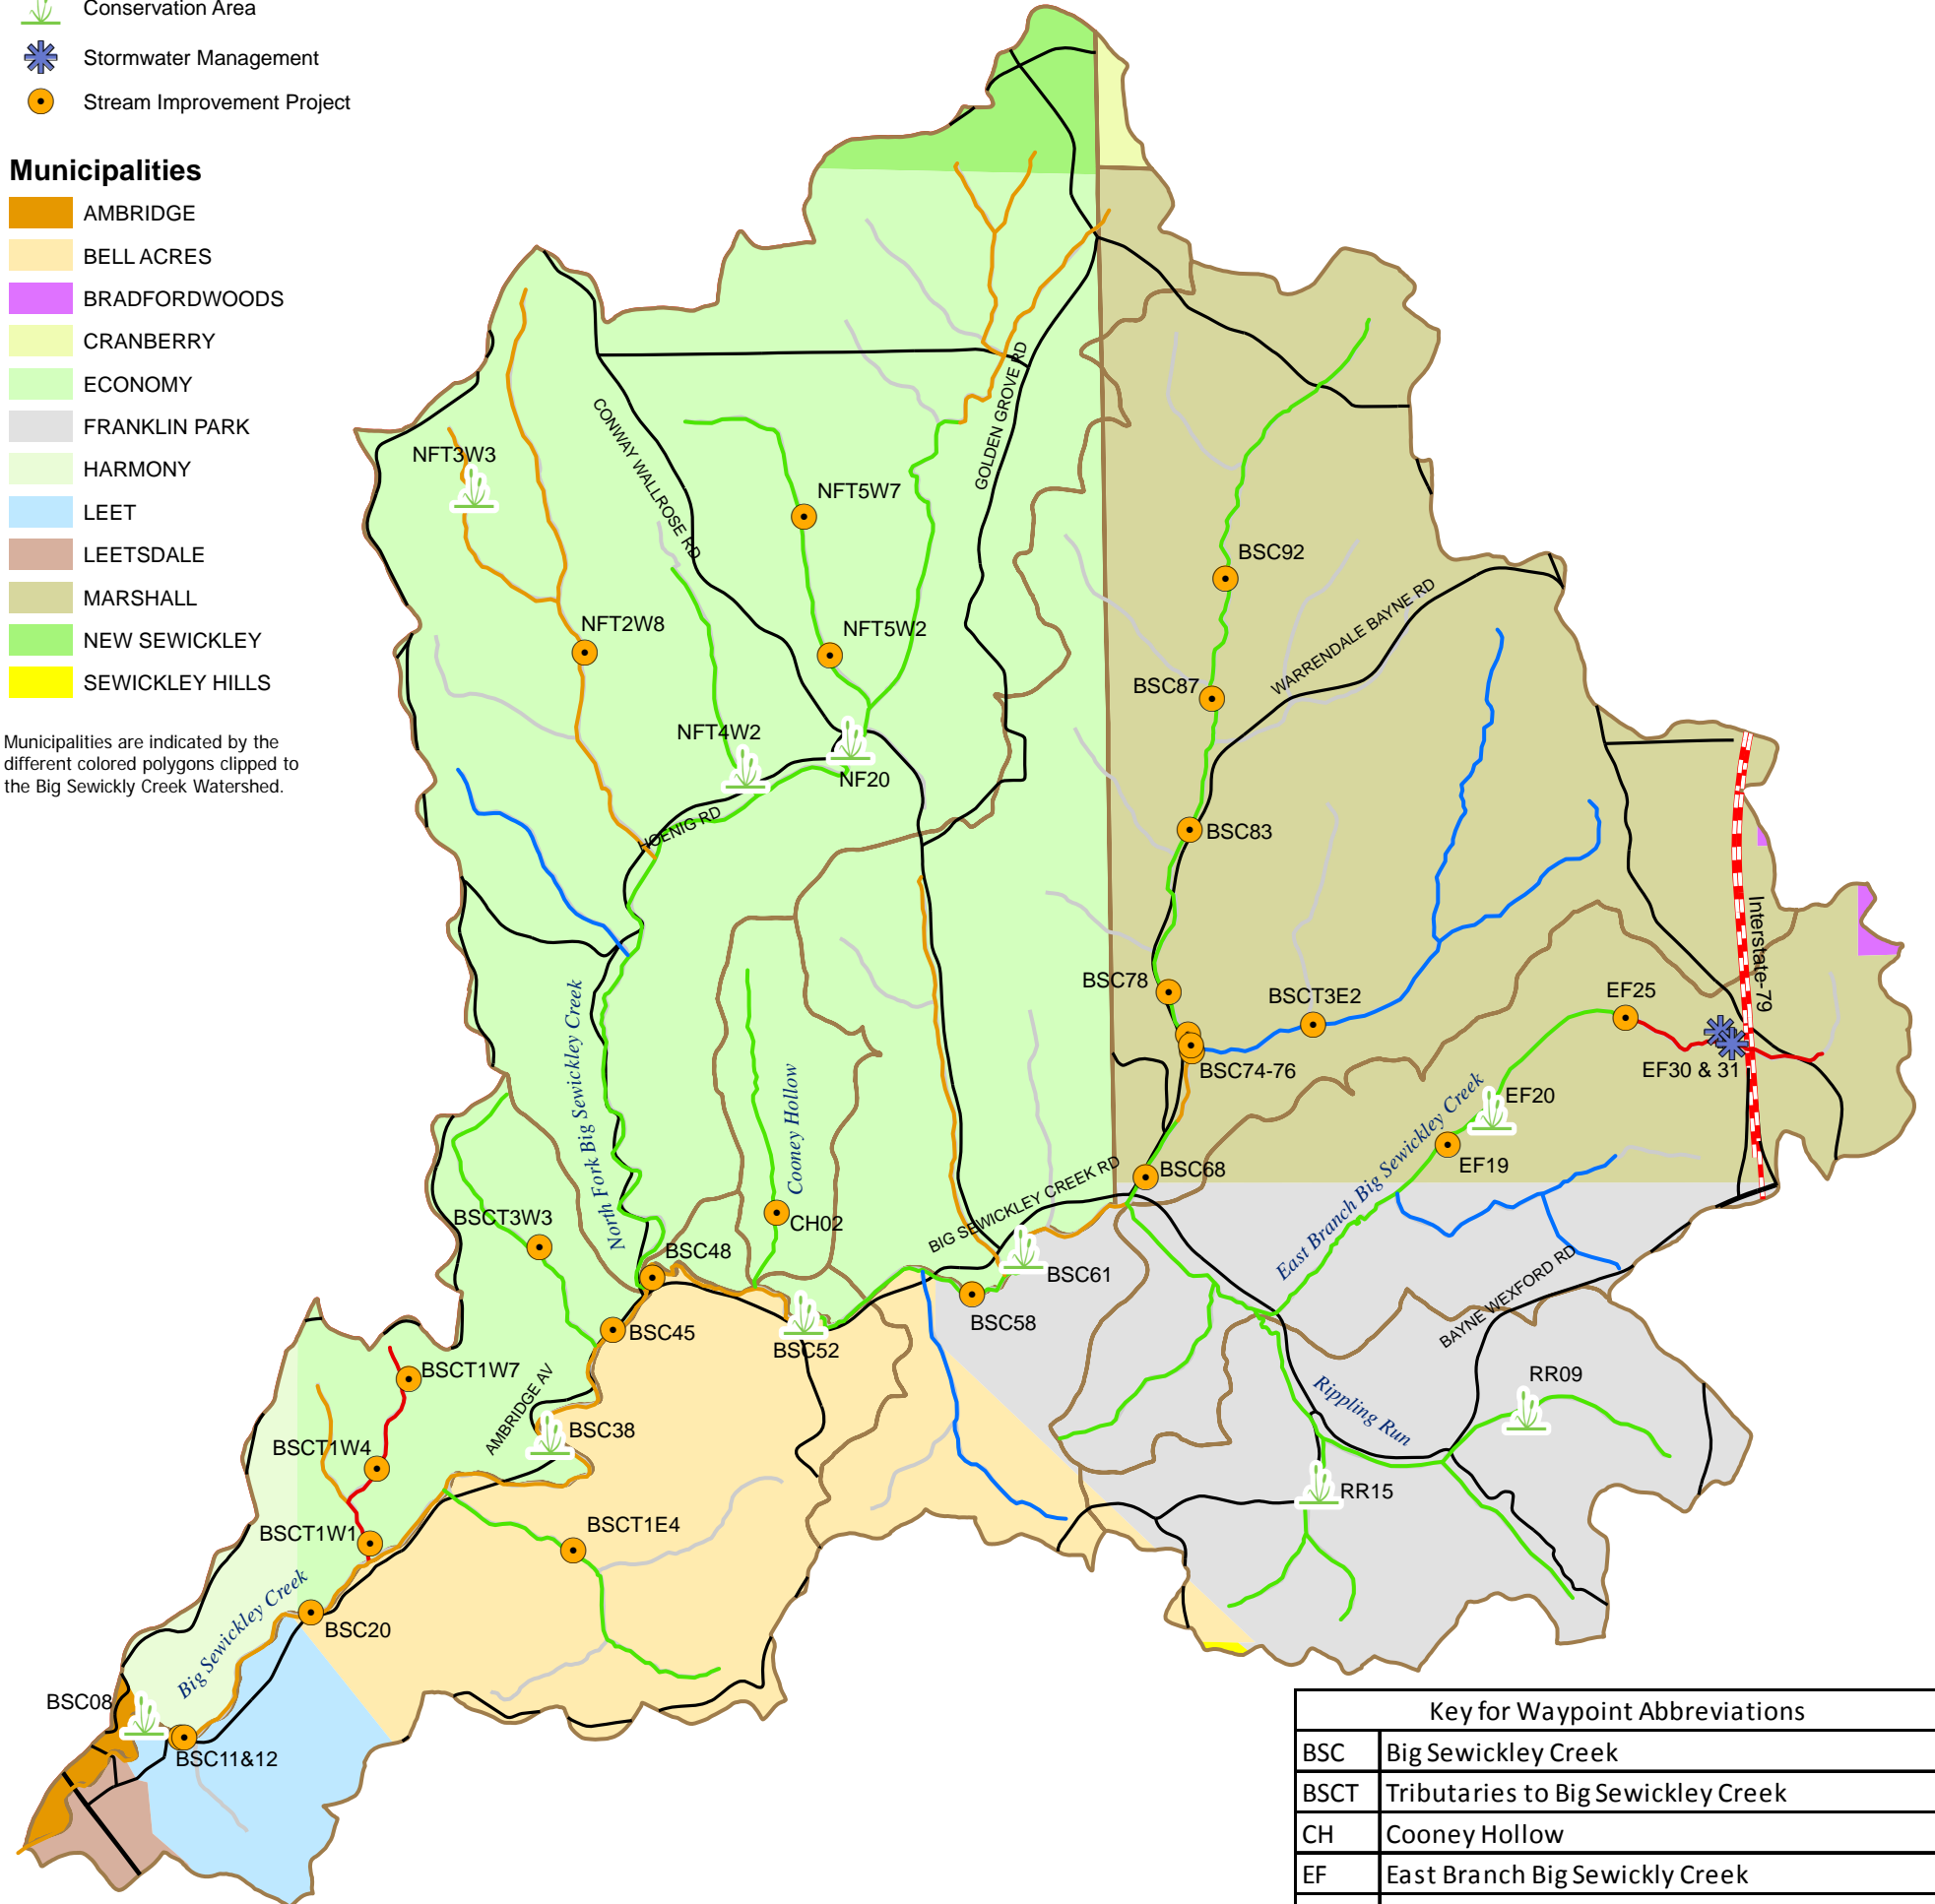 Conservation Area
Stormwater Management
Stream Improvement Project
Municipalities
AMBRIDGE
BELL ACRES
BRADFORDWOODS
CRANBERRY
ECONOMY
FRANKLIN PARK
HARMONY
LEET
LEETSDALE
MARSHALL
NEW SEWICKLEY
SEWICKLEY HILLS
Municipalities are indicated by the
different colored polygons clipped to
the Big Sewickly Creek Watershed.
NFT3W3
CONWAY WALLROSE RD
GOLDEN GROVE RD
NFT5W7
BSC92
NFT2W8
NFT5W2
WARRENDALE BAYNE RD
BSC87
NFT4W2
NF20
HOENIG RD
BSC83
Interstate-79
BSC78
BSCT3E2
EF25
BSC74-76
EF30 & 31
North Fork Big Sewickley Creek
Cooney Hollow
EF20
EF19
East Branch Big Sewickley Creek
BSC68
BSCT3W3
CH02
BIG SEWICKLEY CREEK RD
BSC48
BSC61
BSC58
BSC45
BSC52
BAYNE WEXFORD RD
BSCT1W7
RR09
Rippling Run
AMBRIDGE AV
BSC38
BSCT1W4
RR15
BSCT1W1
BSCT1E4
Big Sewickley Creek
BSC20
BSC08
BSC11&12
Key for Waypoint Abbreviations
BSC Big Sewickley Creek
BSCT Tributaries to Big Sewickley Creek
CH Cooney Hollow
EF East Branch Big Sewickly Creek